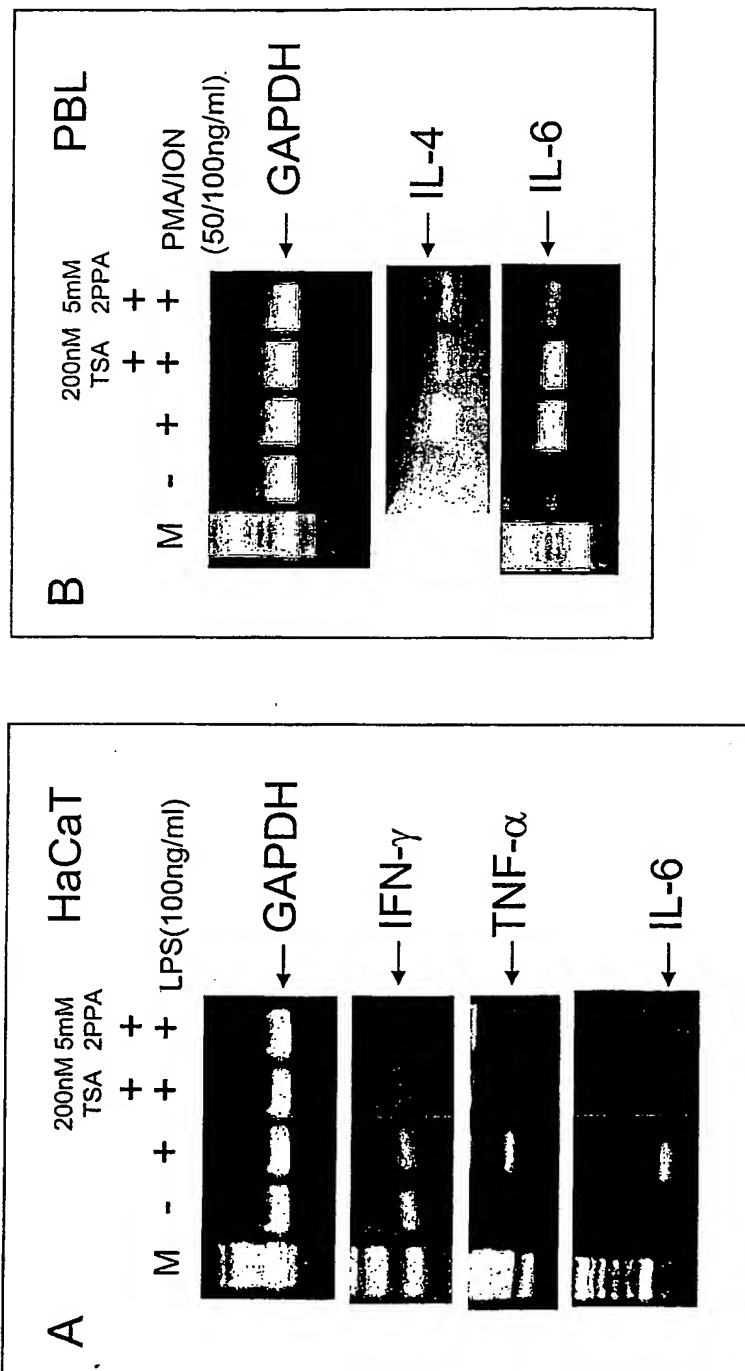 A
HaCaT
200nM 5mM
TSA 2PPA
+ +
M - + + + LPS(100ng/ml)
← GAPDH
← IFN-γ
← TNF-α
← IL-6
B
PBL
200nM 5mM
TSA 2PPA
+ +
M - + + + PMA/ION
(50/100ng/ml).
← GAPDH
← IL-4
← IL-6